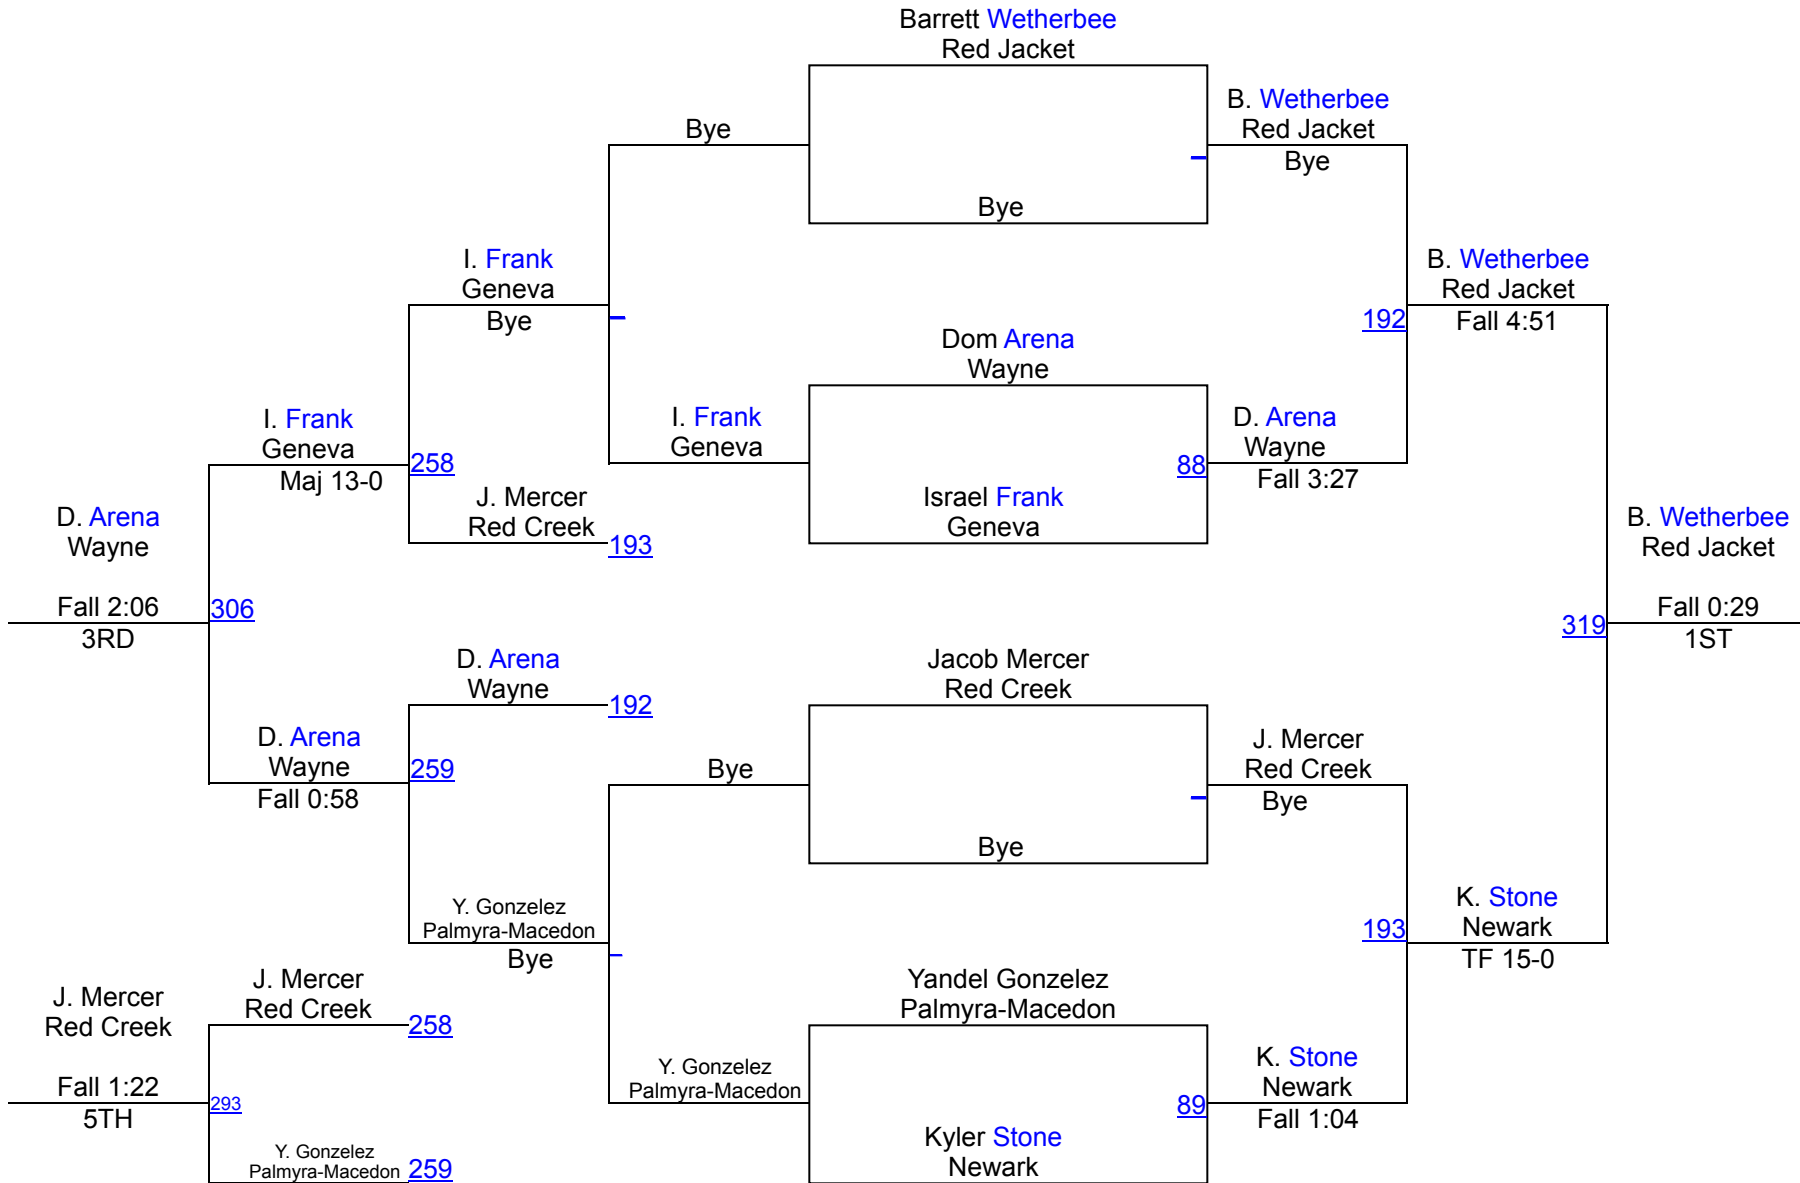 Barrett Wetherbee
Red Jacket
Bye
B. Wetherbee
Red Jacket
Bye
Bye
I. Frank
Geneva
Bye
B. Wetherbee
Red Jacket
192 Fall 4:51
Dom Arena
Wayne
I. Frank
Geneva
Maj 13-0
258
I. Frank
Geneva
D. Arena
Wayne
88 Fall 3:27
J. Mercer
Red Creek
193
Israel Frank
Geneva
D. Arena
Wayne
Fall 2:06
3RD
306
B. Wetherbee
Red Jacket
319 Fall 0:29
1ST
D. Arena
Wayne
192
Jacob Mercer
Red Creek
D. Arena
Wayne
Fall 0:58
259
Bye
J. Mercer
Red Creek
Bye
Bye
Y. Gonzelez
Palmyra-Macedon
Bye
K. Stone
Newark
193 TF 15-0
J. Mercer
Red Creek
Fall 1:22
5TH
J. Mercer
Red Creek
258
293
Yandel Gonzelez
Palmyra-Macedon
Y. Gonzelez
Palmyra-Macedon
K. Stone
Newark
89 Fall 1:04
Y. Gonzelez
Palmyra-Macedon 259
Kyler Stone
Newark